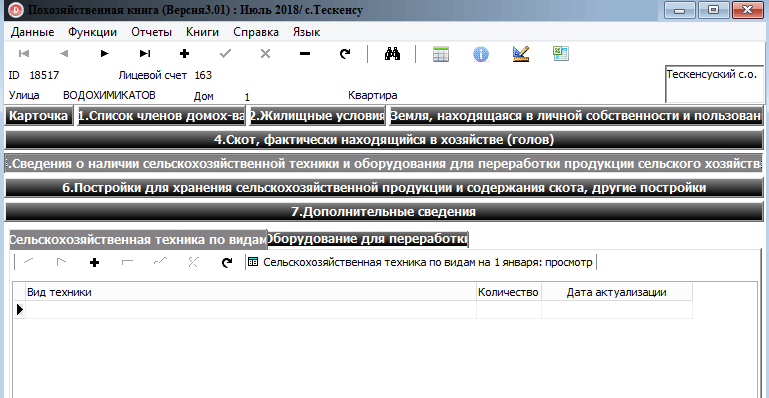 Похозяйственная книга (Версия3.01) : Июль 2018/ с.Тескенсу
Данные Функции Отчеты Книги Справка Язык
ID 18517 Лицевой счет 163 Тескенсуский с.о.
Улица ВОДОХИМИКАТОВ Дом 1 Квартира
Карточка 1.Список членов домох-ва 2.Жилищные условия Земля, находящаяся в личной собственности и пользован
4.Скот, фактически находящийся в хозяйстве (голов)
.Сведения о наличии сельскохозяйственной техники и оборудования для переработки продукции сельского хозяйств
6.Постройки для хранения сельскохозяйственной продукции и содержания скота, другие постройки
7.Дополнительные сведения
Сельскохозяйственная техника по видам Оборудование для переработки
Сельскохозяйственная техника по видам на 1 января: просмотр
Вид техники Количество Дата актуализации